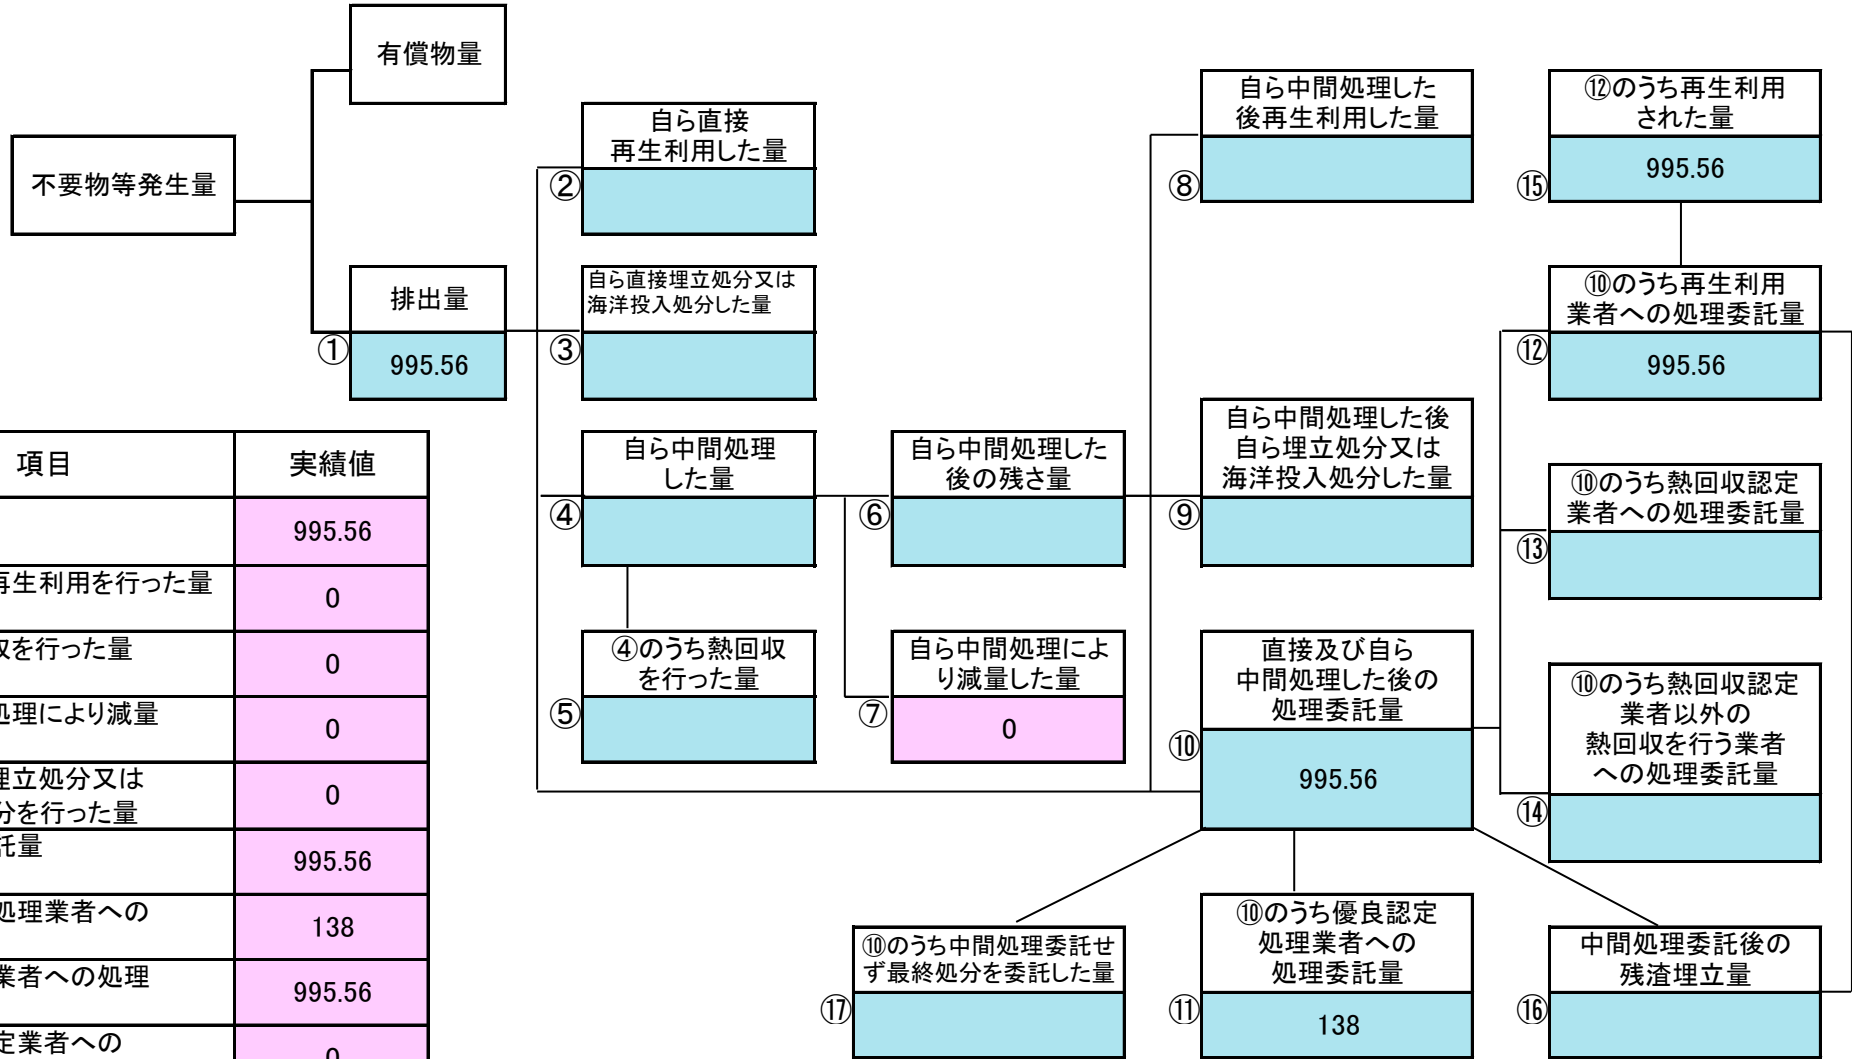 有償物量
不要物等発生量
排出量
①
995.56
自ら直接
再生利用した量
②
自ら直接埋立処分又は
海洋投入処分した量
③
自ら中間処理
した量
④
④のうち熱回収
を行った量
⑤
自ら中間処理した
後の残さ量
⑥
自ら中間処理によ
り減量した量
⑦
0
自ら中間処理した
後再生利用した量
⑧
自ら中間処理した後
自ら埋立処分又は
海洋投入処分した量
⑨
直接及び自ら
中間処理した後の
処理委託量
⑩
995.56
⑫のうち再生利用
された量
⑮
995.56
⑩のうち再生利用
業者への処理委託量
⑫
995.56
⑩のうち熱回収認定
業者への処理委託量
⑬
⑩のうち熱回収認定
業者以外の
熱回収を行う業者
への処理委託量
⑭
⑩のうち中間処理委託せ
ず最終処分を委託した量
⑰
⑩のうち優良認定
処理業者への
処理委託量
⑪
138
中間処理委託後の
残渣埋立量
⑯
項目 実績値
995.56
再生利用を行った量 0
を行った量 0
処理により減量 0
埋立処分又は
分を行った量 0
託量 995.56
処理業者への 138
業者への処理 995.56
定業者への 0